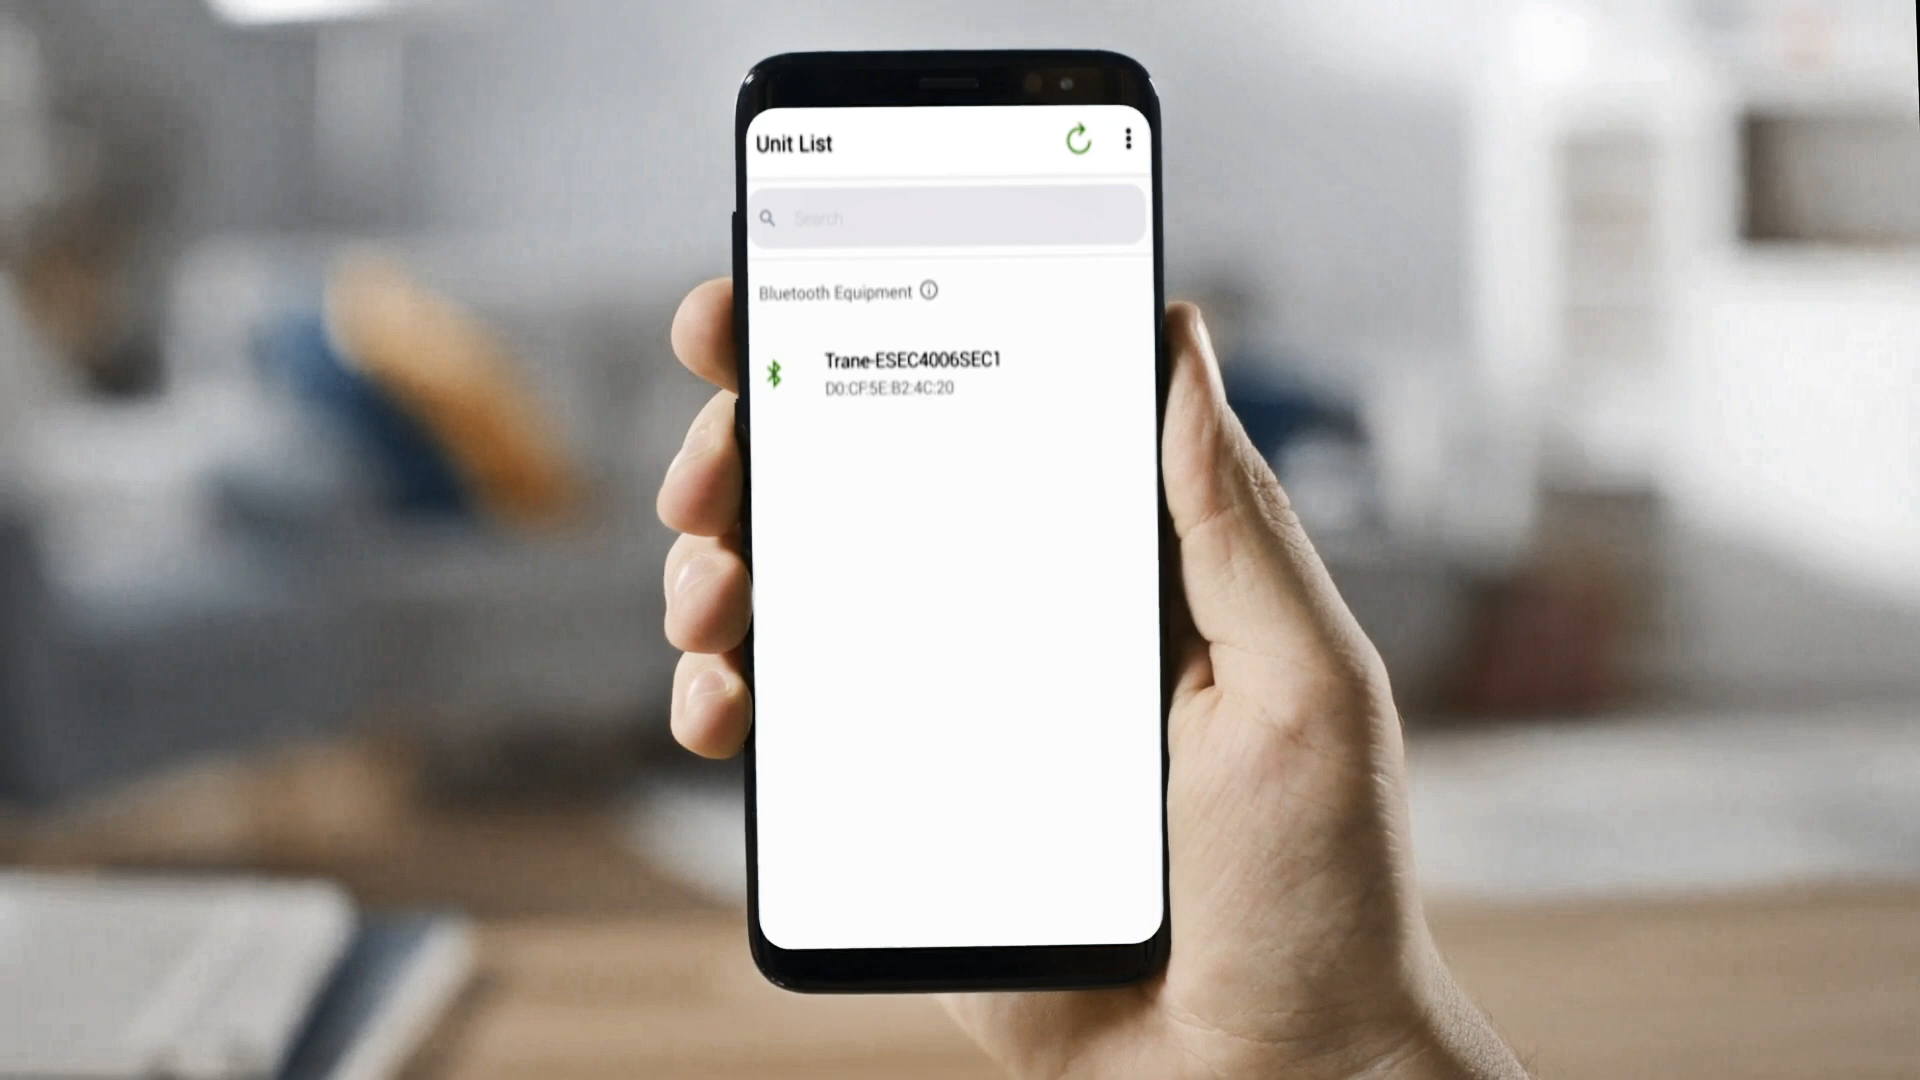 Unit List
Search
Bluetooth Equipment
Trane-ESEC4006SEC1
D0:CF:5E:B2:4C:20